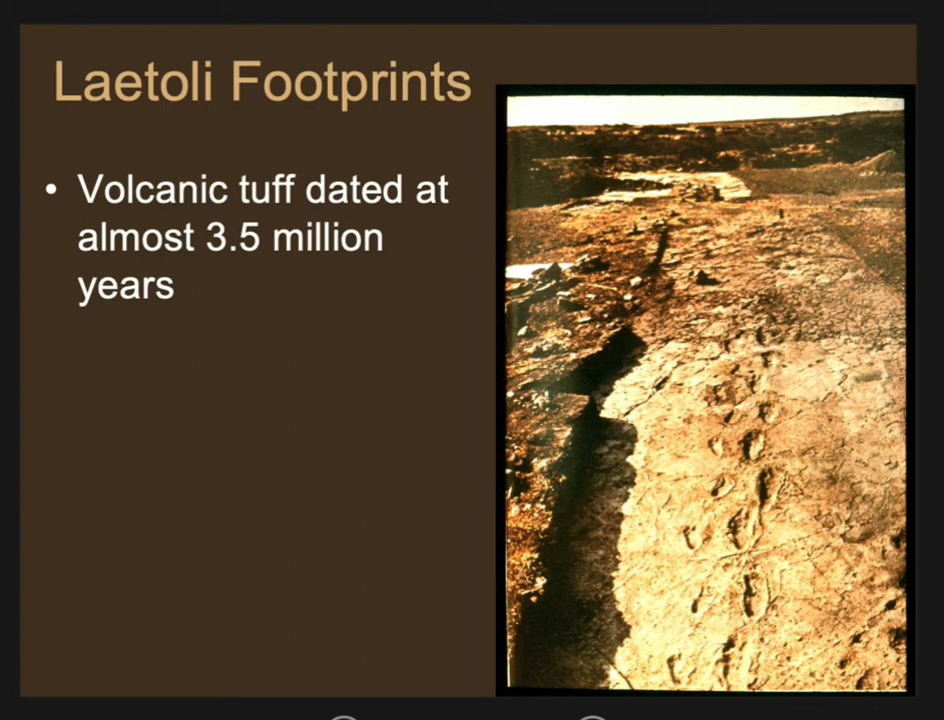 Laetoli Footprints
• Volcanic tuff dated at
almost 3.5 million
years